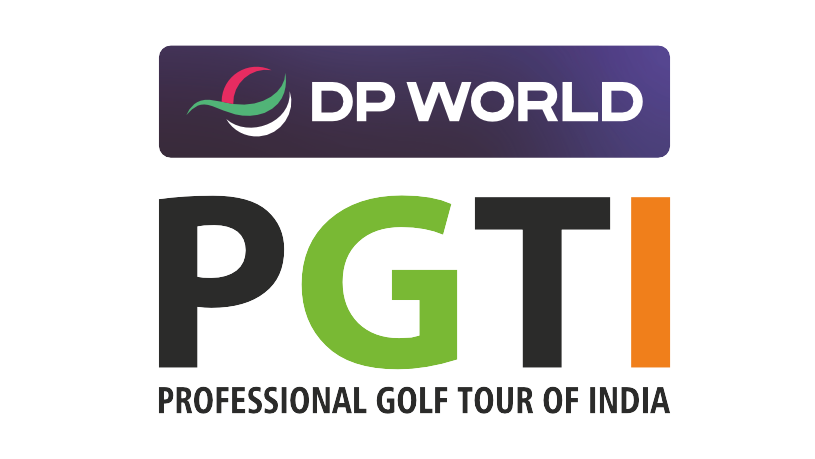 DP WORLD
PGTI
PROFESSIONAL GOLF TOUR OF INDIA